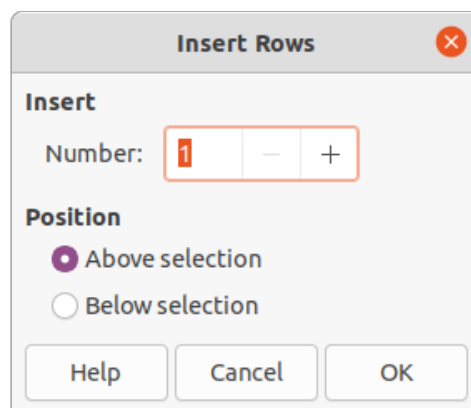 Insert Rows
Insert
Number: 1 − +
Position
Above selection
Below selection
Help Cancel OK